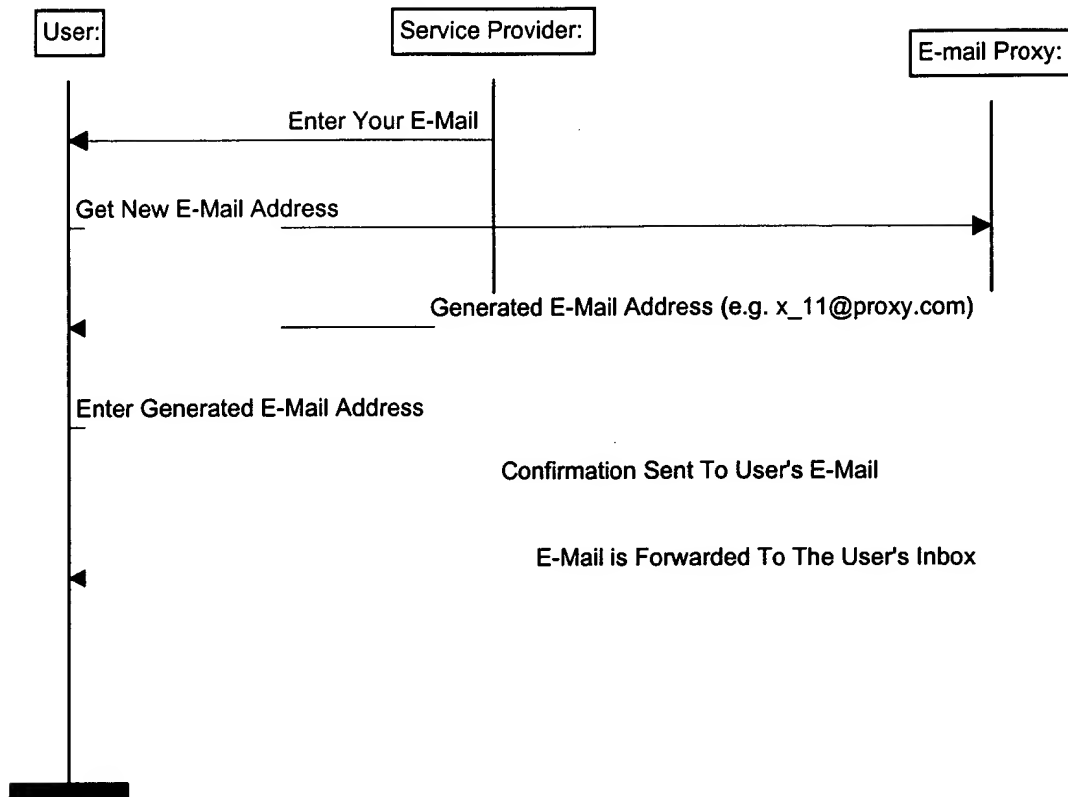 User:
Service Provider:
E-mail Proxy:
Enter Your E-Mail
Get New E-Mail Address
Generated E-Mail Address (e.g. x_11@proxy.com)
Enter Generated E-Mail Address
Confirmation Sent To User's E-Mail
E-Mail is Forwarded To The User's Inbox